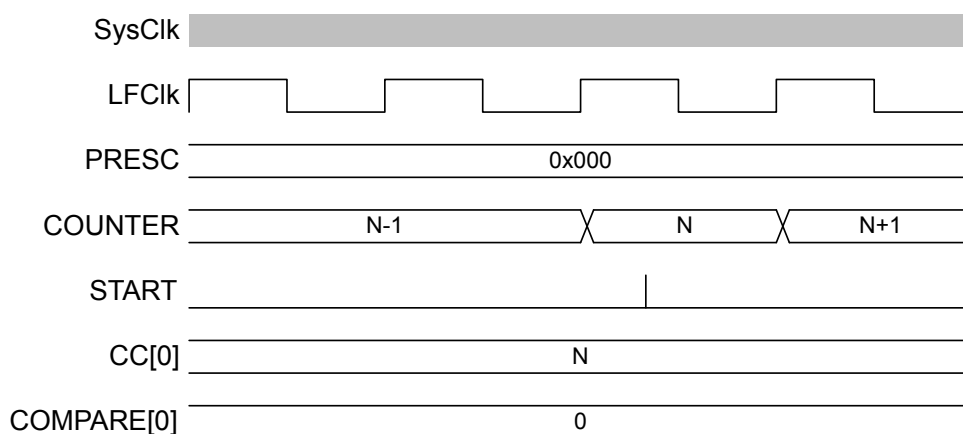 SysClk
LFClk
PRESC 0x000
COUNTER N-1 N N+1
START
CC[0] N
COMPARE[0] 0